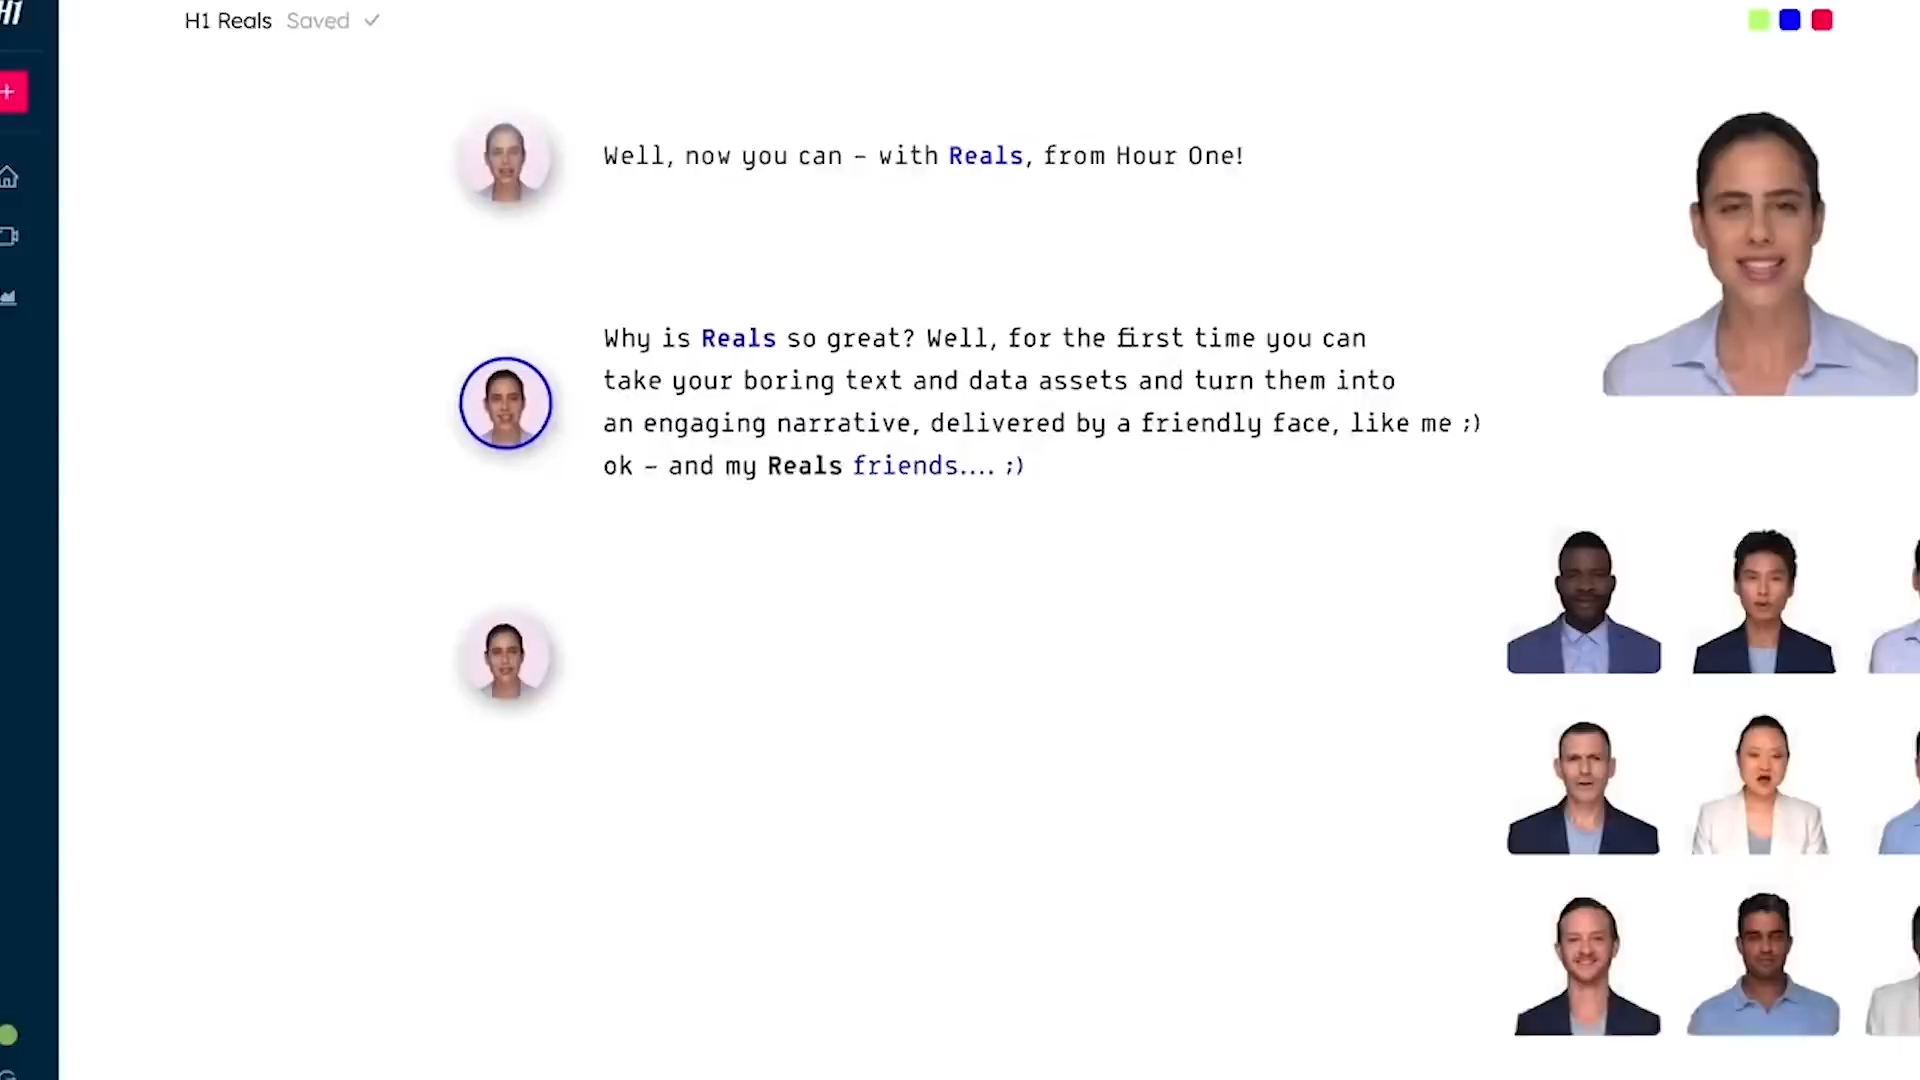 H1
H1 Reals Saved
Well, now you can – with Reals, from Hour One!
Why is Reals so great? Well, for the first time you can
take your boring text and data assets and turn them into
an engaging narrative, delivered by a friendly face, like me ;)
ok – and my Reals friends.... ;)